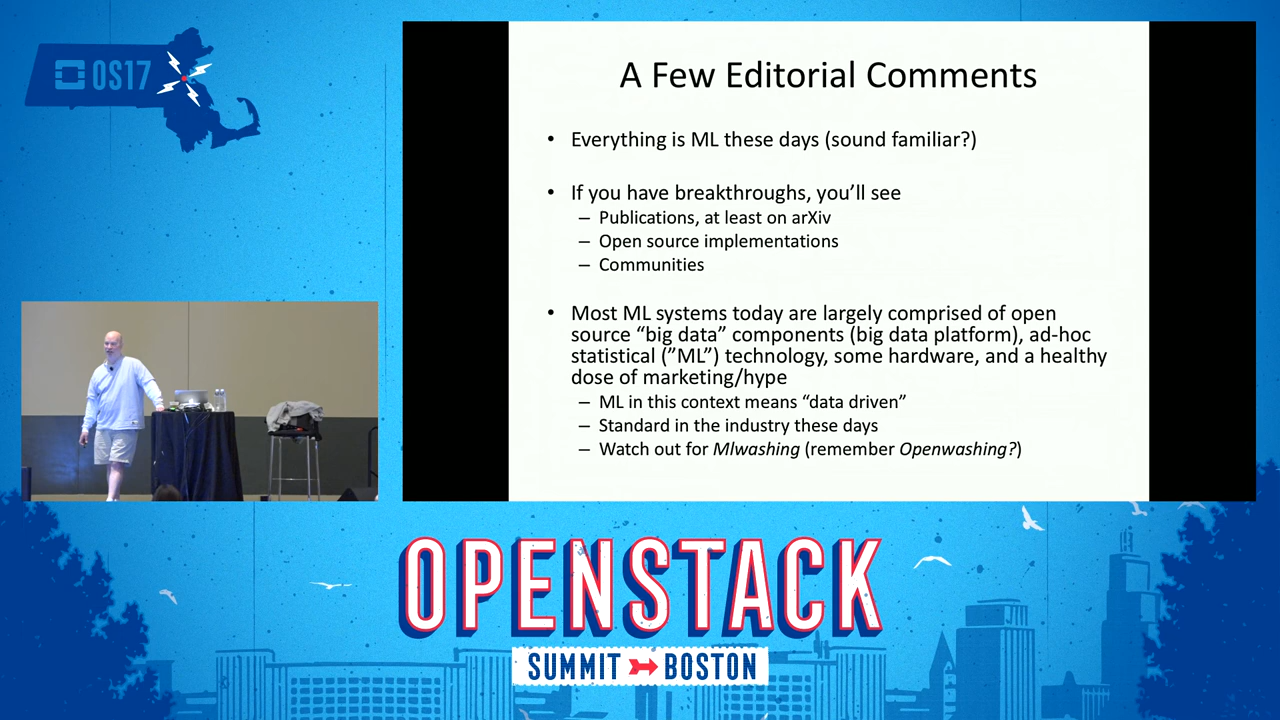 OS17
A Few Editorial Comments
• Everything is ML these days (sound familiar?)
• If you have breakthroughs, you’ll see
– Publications, at least on arXiv
– Open source implementations
– Communities
• Most ML systems today are largely comprised of open
source “big data” components (big data platform), ad-hoc
statistical (”ML”) technology, some hardware, and a healthy
dose of marketing/hype
– ML in this context means “data driven”
– Standard in the industry these days
– Watch out for Mlwashing (remember Openwashing?)
OPENSTACK
SUMMIT BOSTON